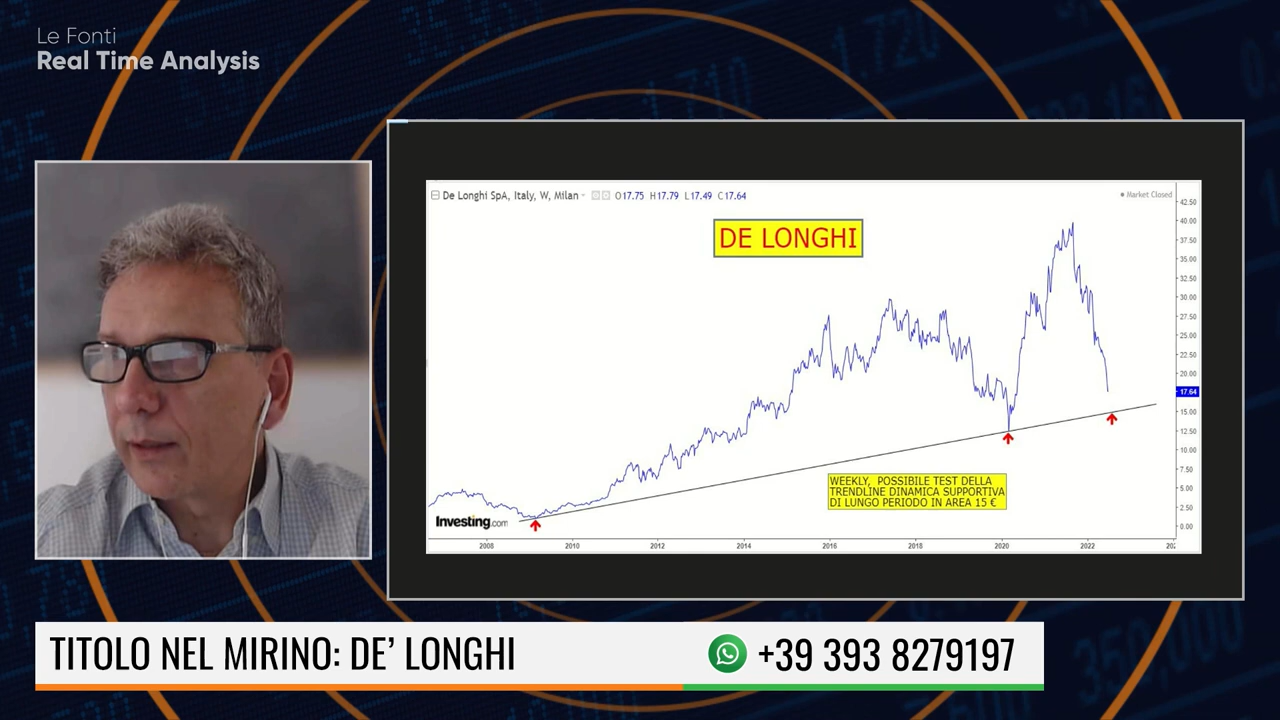 Le Fonti
Real Time Analysis
De Longhi SpA, Italy, W, Milan O17.75 H17.79 L17.49 C17.64
Market Closed
DE LONGHI
42.50
40.00
37.50
35.00
32.50
30.00
27.50
25.00
22.50
20.00
17.64
15.00
12.50
10.00
7.50
5.00
2.50
0.00
WEEKLY, POSSIBILE TEST DELLA
TRENDLINE DINAMICA SUPPORTIVA
DI LUNGO PERIODO IN AREA 15 €
Investing.com
2008 2010 2012 2014 2016 2018 2020 2022
TITOLO NEL MIRINO: DE’ LONGHI
+39 393 8279197